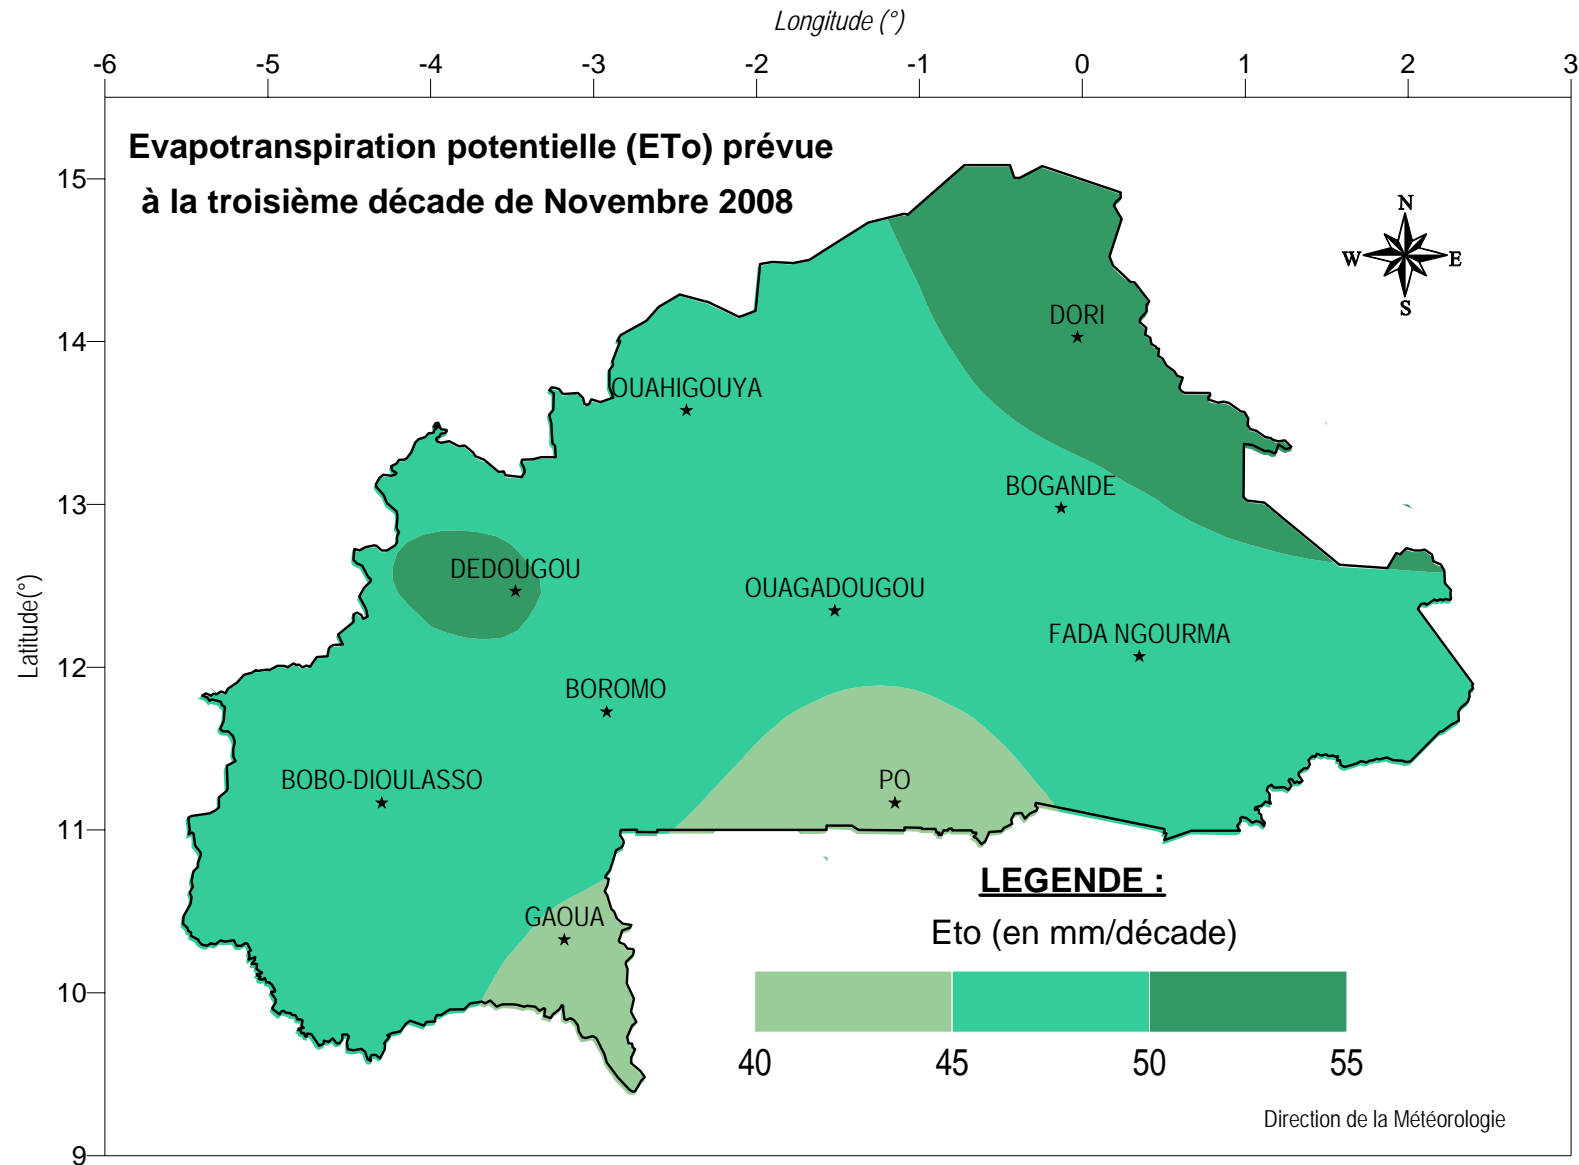 Longitude (°)
-6 -5 -4 -3 -2 -1 0 1 2 3
Evapotranspiration potentielle (ETo) prévue
à la troisième décade de Novembre 2008
15
14
13
12
11
10
9
Latitude(°)
N
W E
S
DORI
OUAHIGOUYA
BOGANDE
DEDOUGOU
OUAGADOUGOU
FADA NGOURMA
BOROMO
BOBO-DIOULASSO
PO
GAOUA
LEGENDE :
Eto (en mm/décade)
40 45 50 55
Direction de la Météorologie